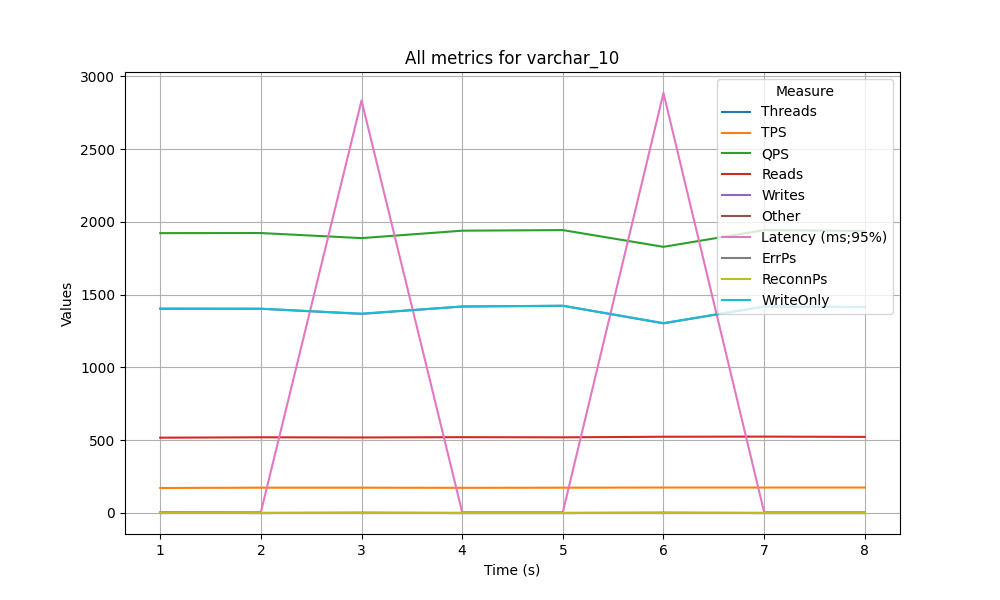 All metrics for varchar_10
3000
2500
2000
1500
1000
500
0
Values
1 2 3 4 5 6 7 8
Time (s)
Measure
Threads
TPS
QPS
Reads
Writes
Other
Latency (ms;95%)
ErrPs
ReconnPs
WriteOnly